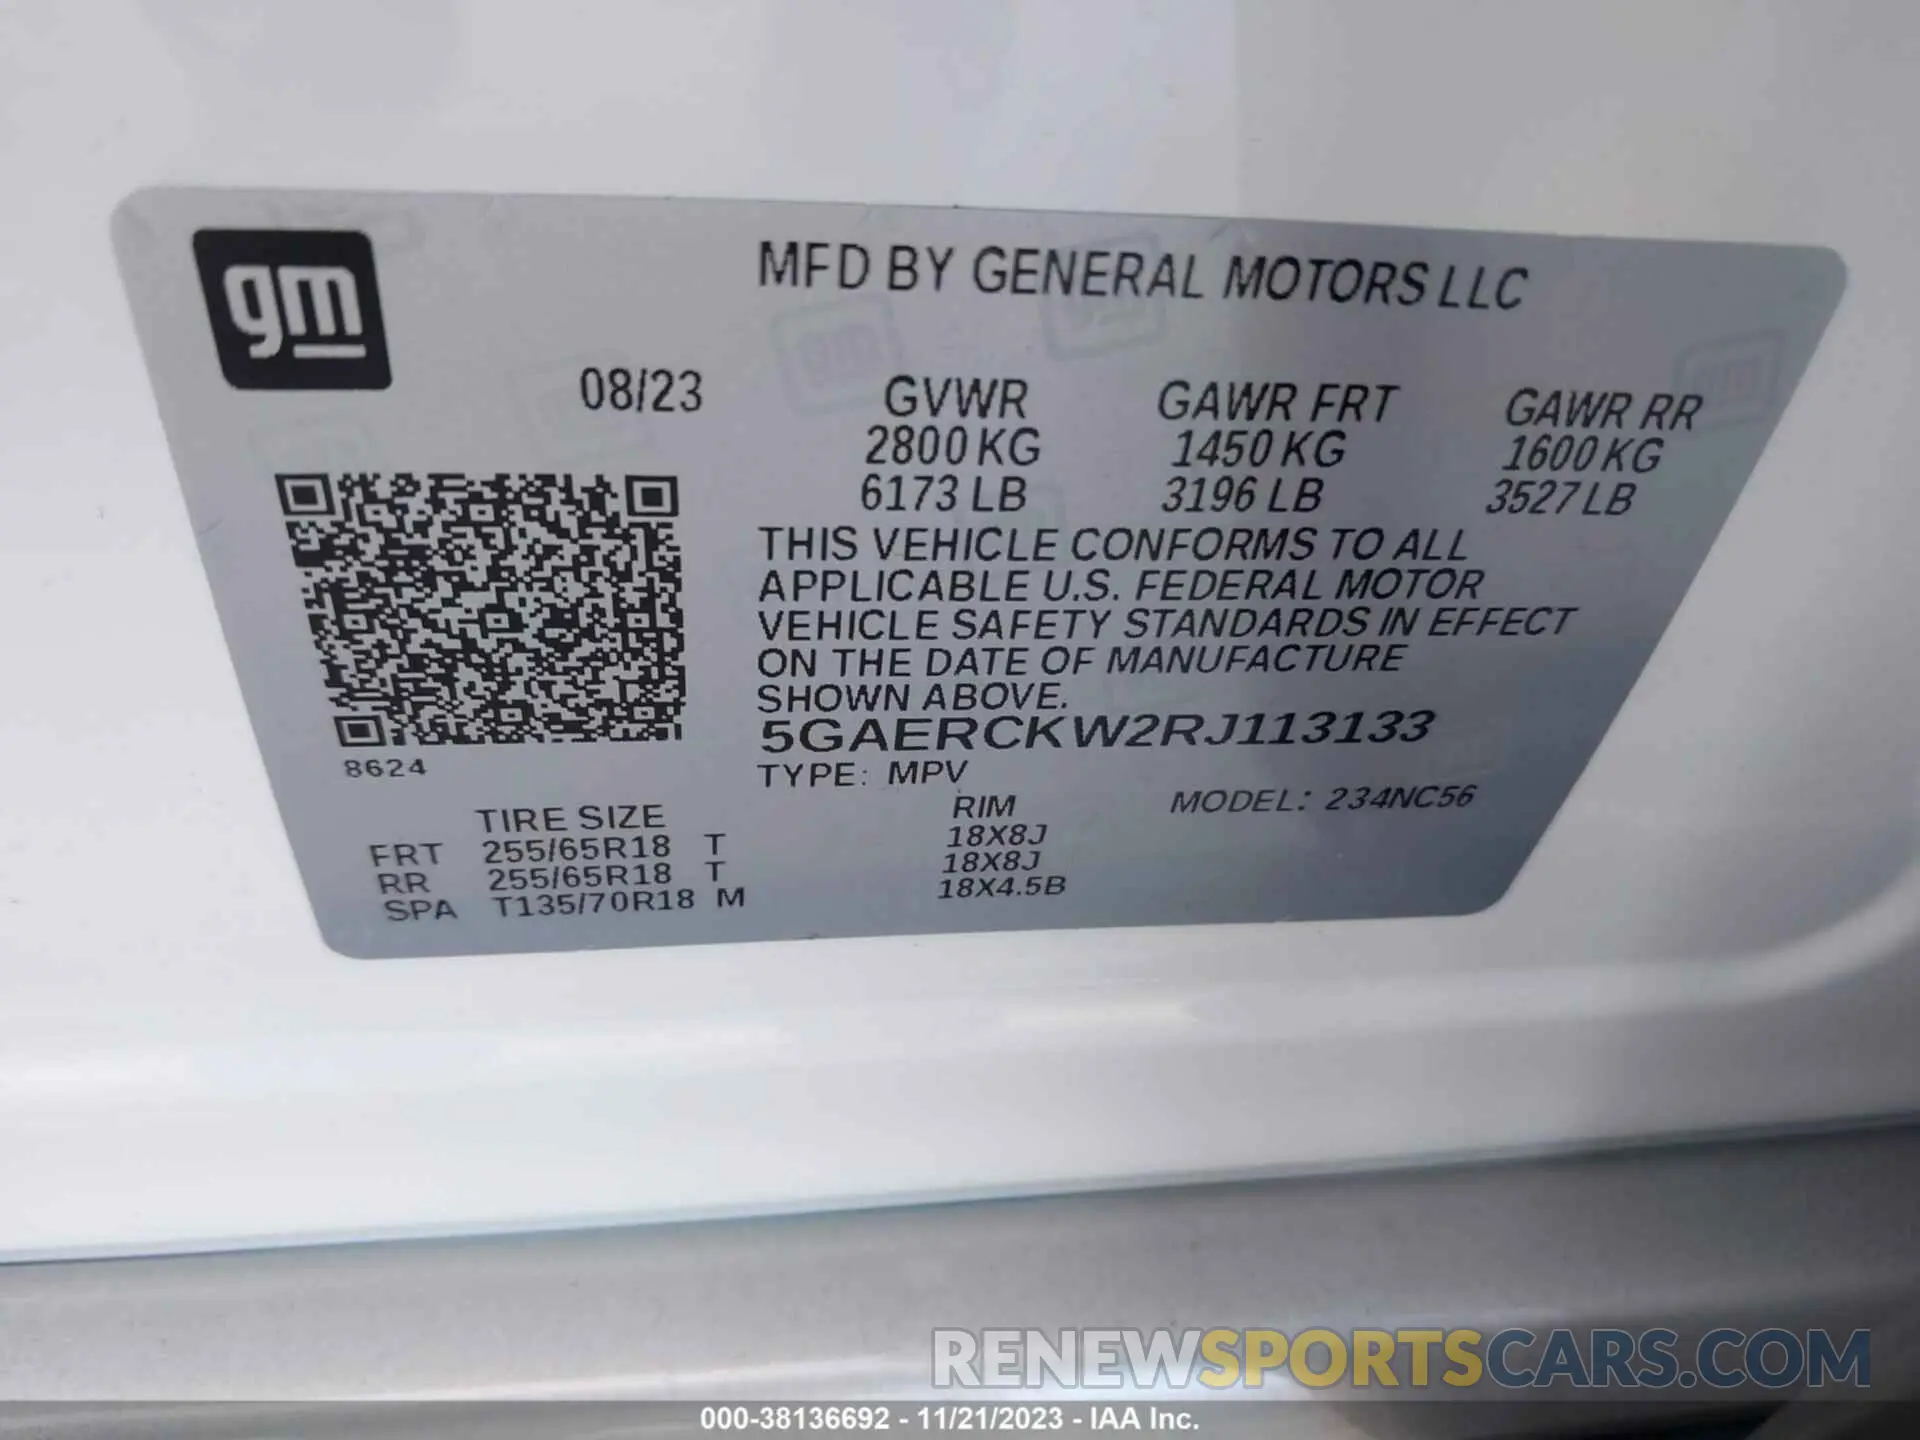 gm
MFD BY GENERAL MOTORS LLC
08/23
GVWR GAWR FRT GAWR RR
2800 KG 1450 KG 1600 KG
6173 LB 3196 LB 3527 LB
THIS VEHICLE CONFORMS TO ALL
APPLICABLE U.S. FEDERAL MOTOR
VEHICLE SAFETY STANDARDS IN EFFECT
ON THE DATE OF MANUFACTURE
SHOWN ABOVE.
5GAERCKW2RJ113133
8624
TYPE: MPV
MODEL: 234NC56
TIRE SIZE RIM
FRT 255/65R18 T 18X8J
RR 255/65R18 T 18X8J
SPA T135/70R18 M 18X4.5B
RENEWSPORTSCARS.COM
000-38136692 - 11/21/2023 - IAA Inc.